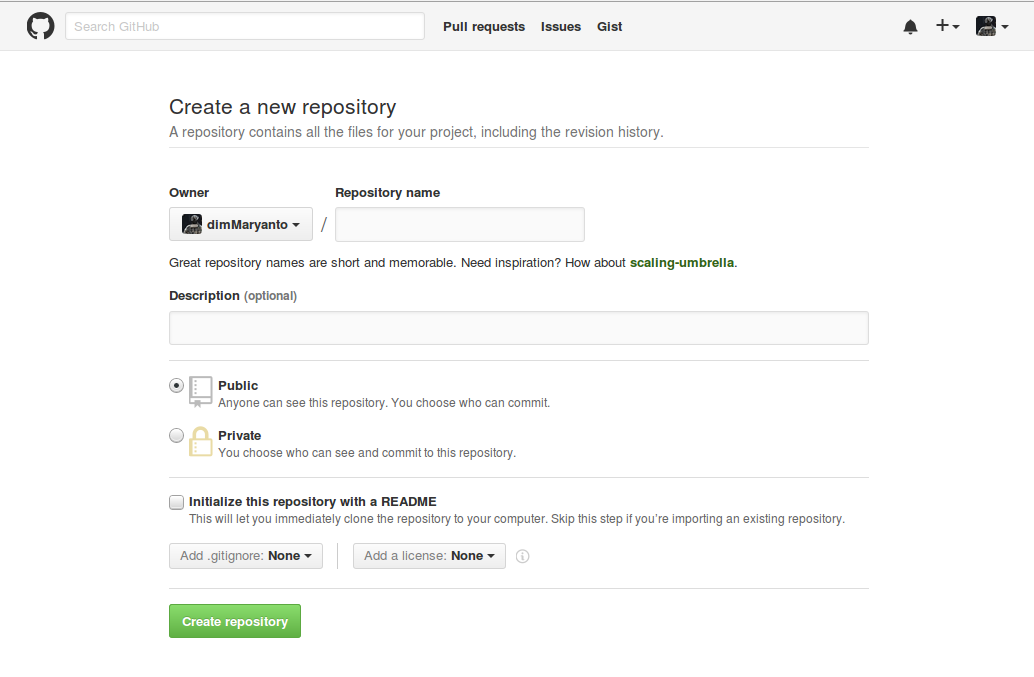 Search GitHub Pull requests Issues Gist
Create a new repository
A repository contains all the files for your project, including the revision history.
Owner Repository name
dimMaryanto /
Great repository names are short and memorable. Need inspiration? How about scaling-umbrella.
Description (optional)
Public
Anyone can see this repository. You choose who can commit.
Private
You choose who can see and commit to this repository.
Initialize this repository with a README
This will let you immediately clone the repository to your computer. Skip this step if you’re importing an existing repository.
Add .gitignore: None Add a license: None
Create repository